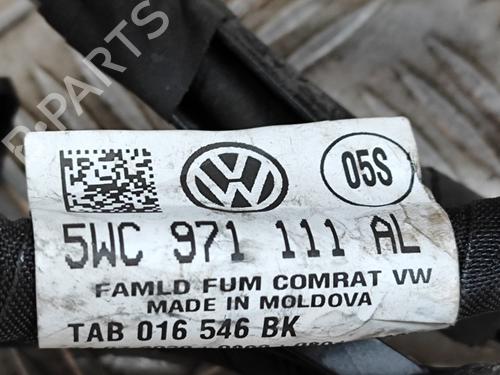 B-PARTS
05S
5WC 971 111 AL
FAMLD FUM COMRAT VW
MADE IN MOLDOVA
TAB 016 546 BK